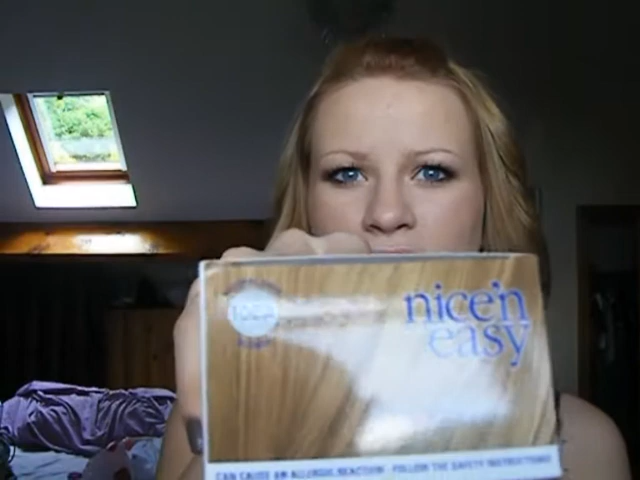 nice'n
easy
CAN CAUSE AN ALLERGIC REACTION - FOLLOW THE SAFETY INSTRUCTIONS